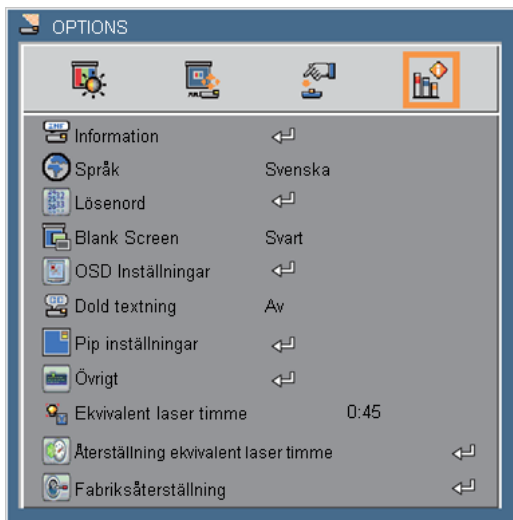 OPTIONS
Information
Språk Svenska
Lösenord
Blank Screen Svart
OSD Inställningar
Dold textning Av
Pip inställningar
Övrigt
Ekvivalent laser timme 0:45
Återställning ekvivalent laser timme
Fabriksåterställning